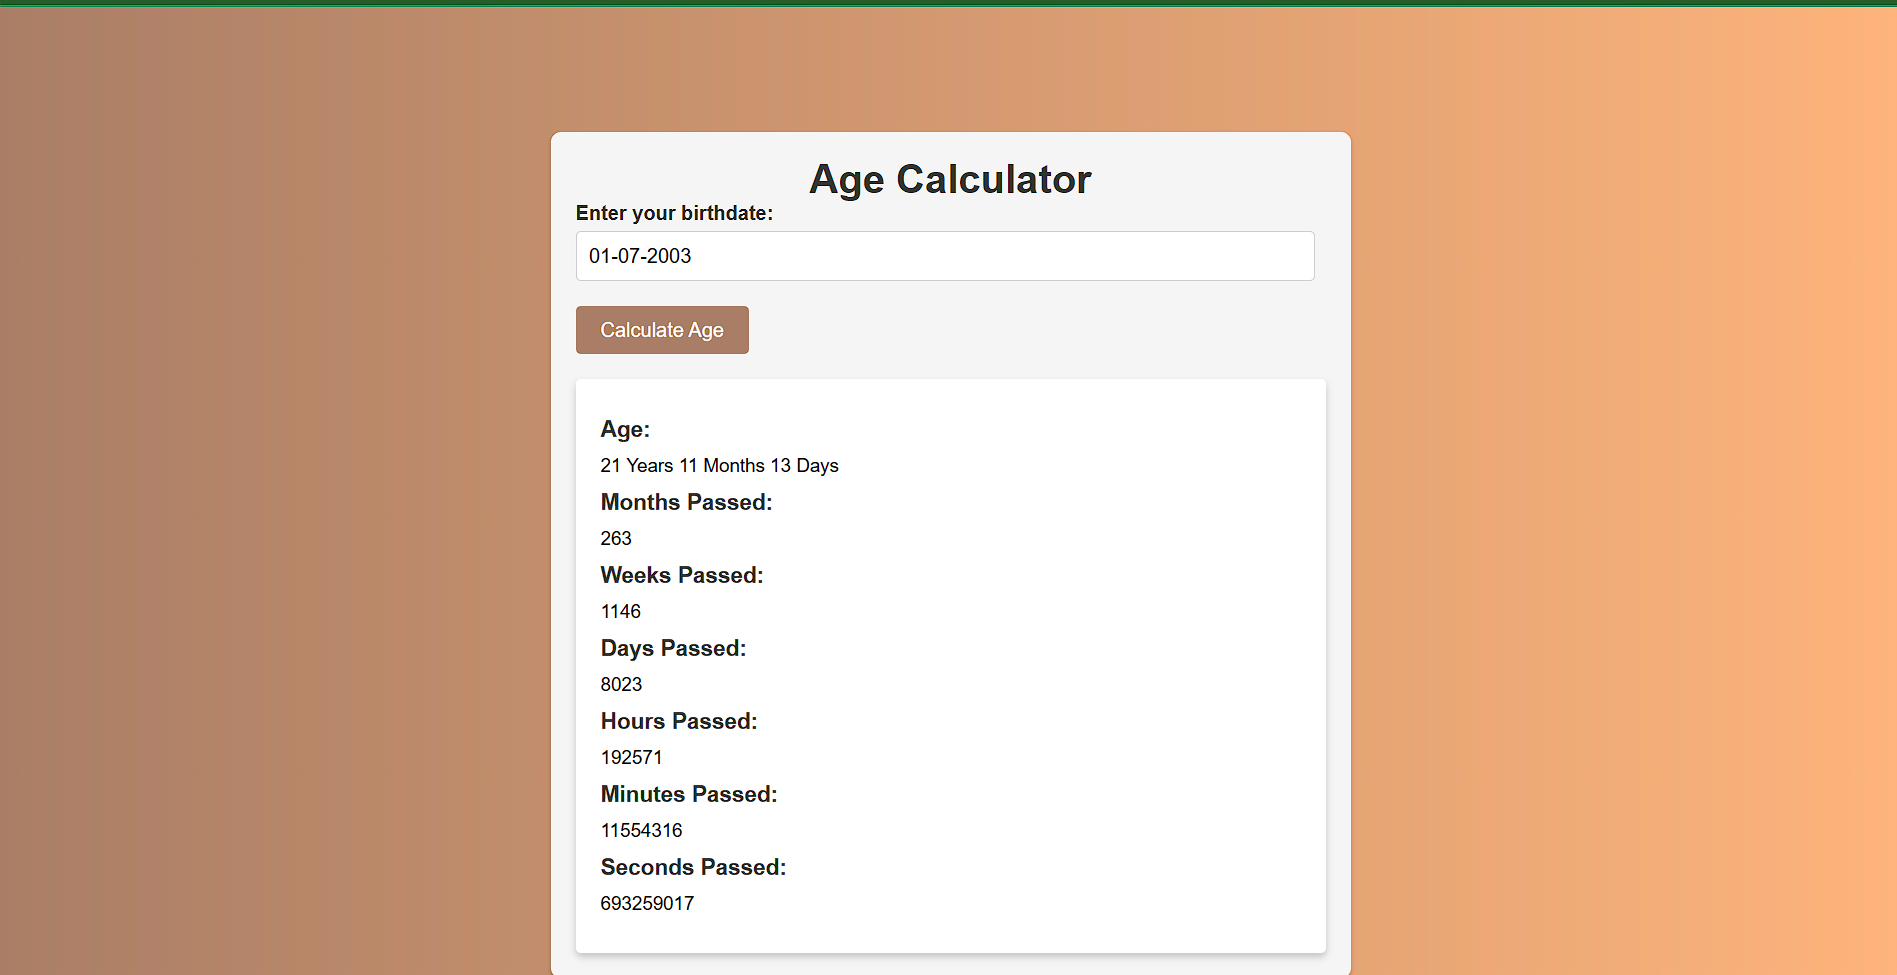 Age Calculator
Enter your birthdate:
01-07-2003
Calculate Age
Age:
21 Years 11 Months 13 Days
Months Passed:
263
Weeks Passed:
1146
Days Passed:
8023
Hours Passed:
192571
Minutes Passed:
11554316
Seconds Passed:
693259017